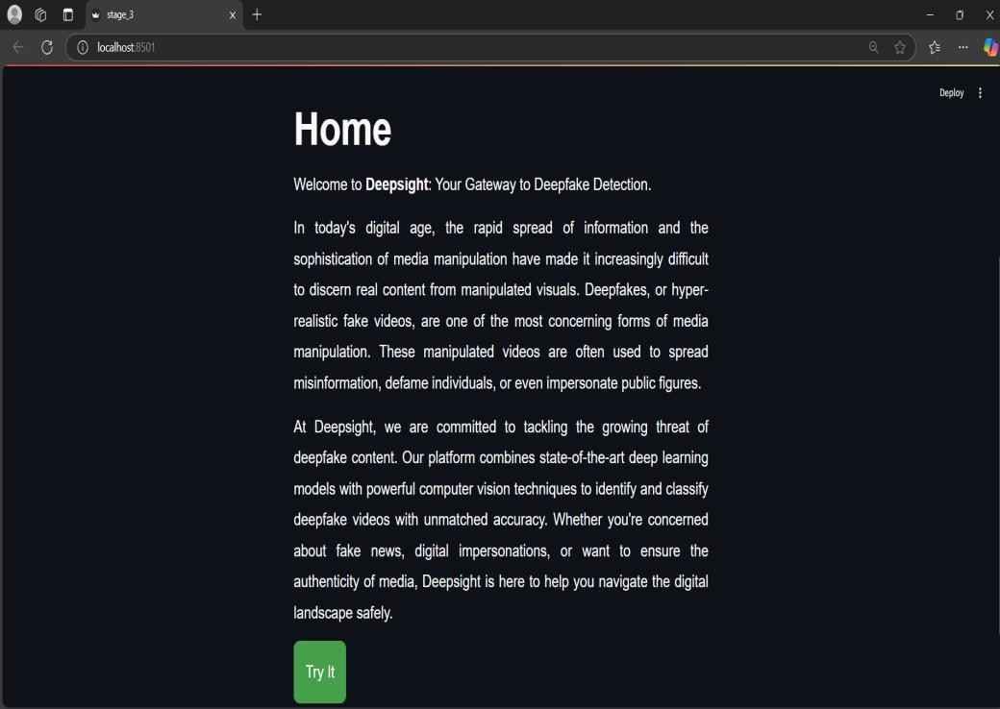 stage_3
localhost:8501
Deploy
Home
Welcome to Deepsight: Your Gateway to Deepfake Detection.
In today's digital age, the rapid spread of information and the
sophistication of media manipulation have made it increasingly difficult
to discern real content from manipulated visuals. Deepfakes, or hyper-
realistic fake videos, are one of the most concerning forms of media
manipulation. These manipulated videos are often used to spread
misinformation, defame individuals, or even impersonate public figures.
At Deepsight, we are committed to tackling the growing threat of
deepfake content. Our platform combines state-of-the-art deep learning
models with powerful computer vision techniques to identify and classify
deepfake videos with unmatched accuracy. Whether you're concerned
about fake news, digital impersonations, or want to ensure the
authenticity of media, Deepsight is here to help you navigate the digital
landscape safely.
Try It